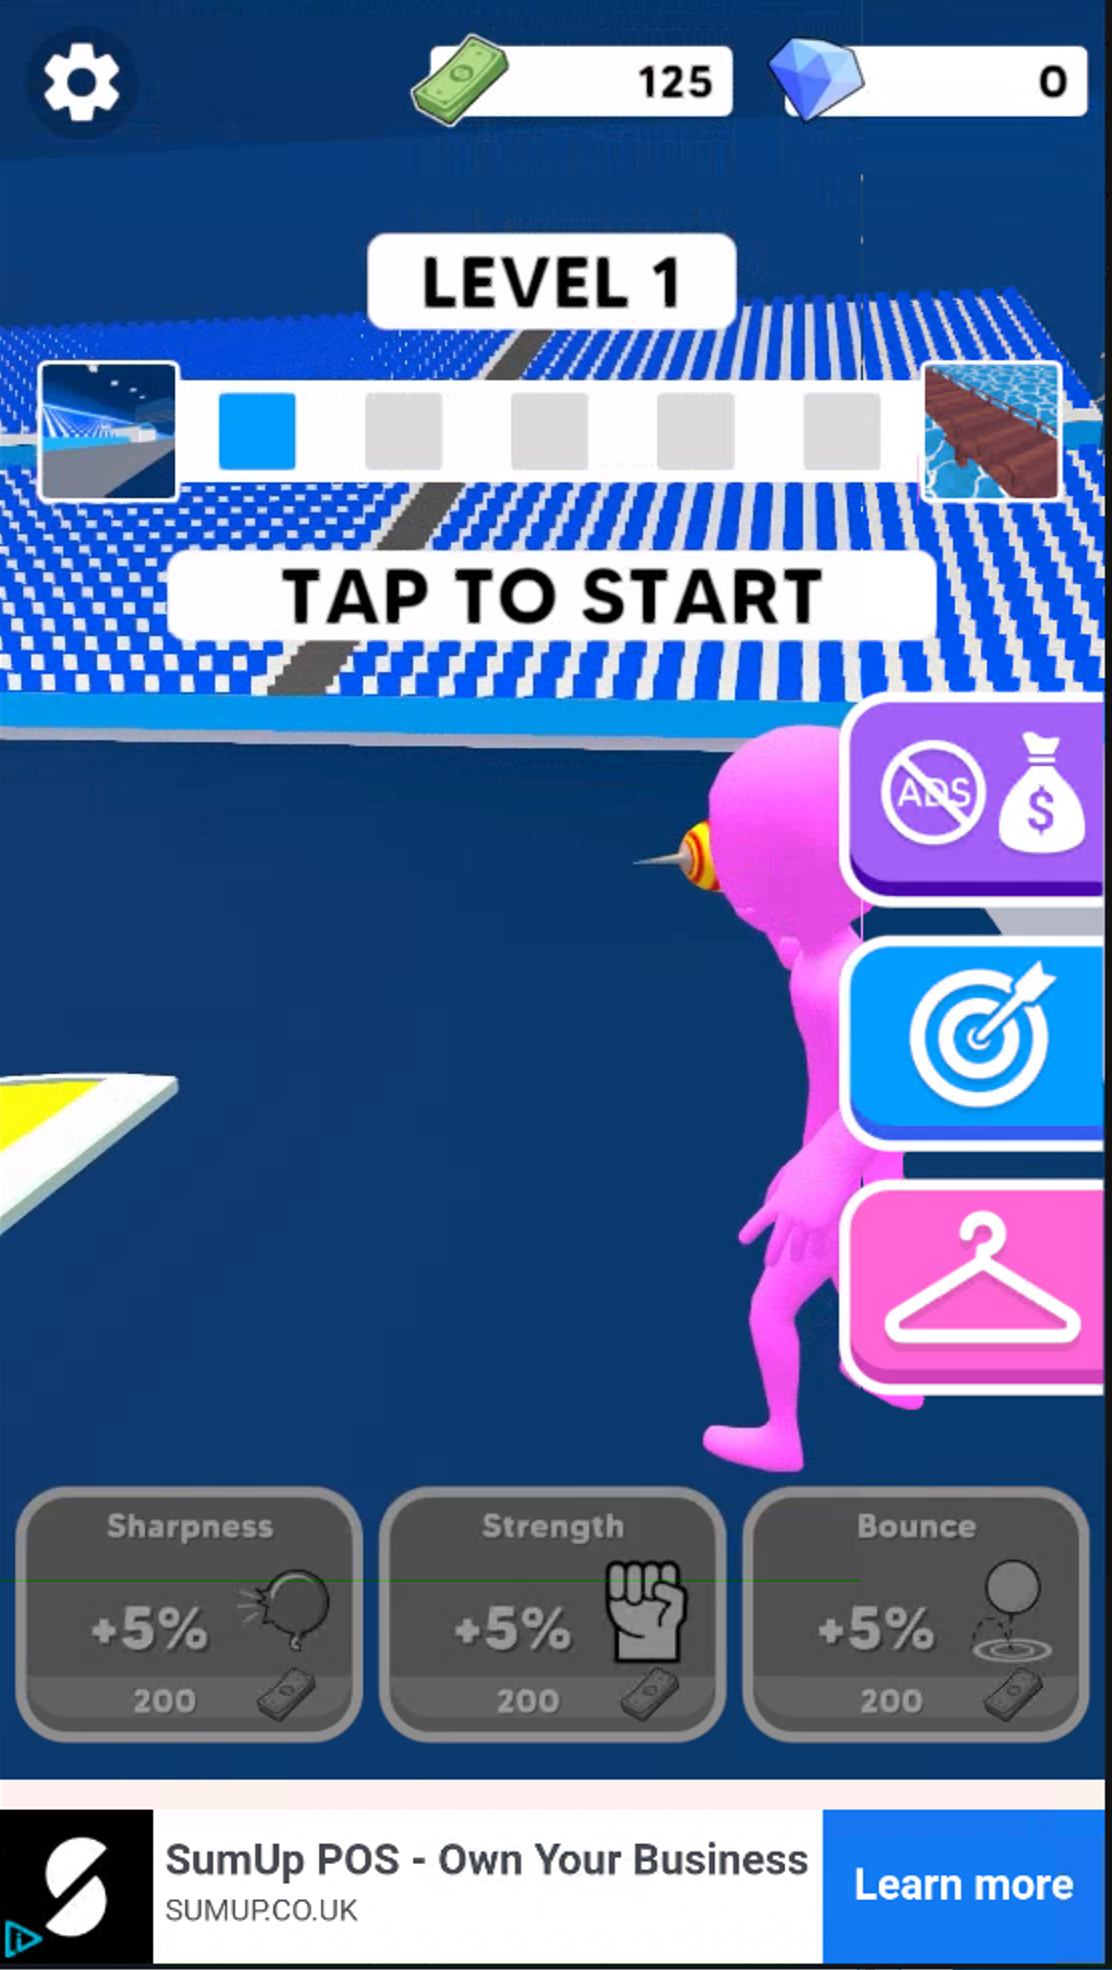 125
0
LEVEL 1
TAP TO START
ADS
$
Sharpness
+5%
200
Strength
+5%
200
Bounce
+5%
200
SumUp POS - Own Your Business
SUMUP.CO.UK
Learn more